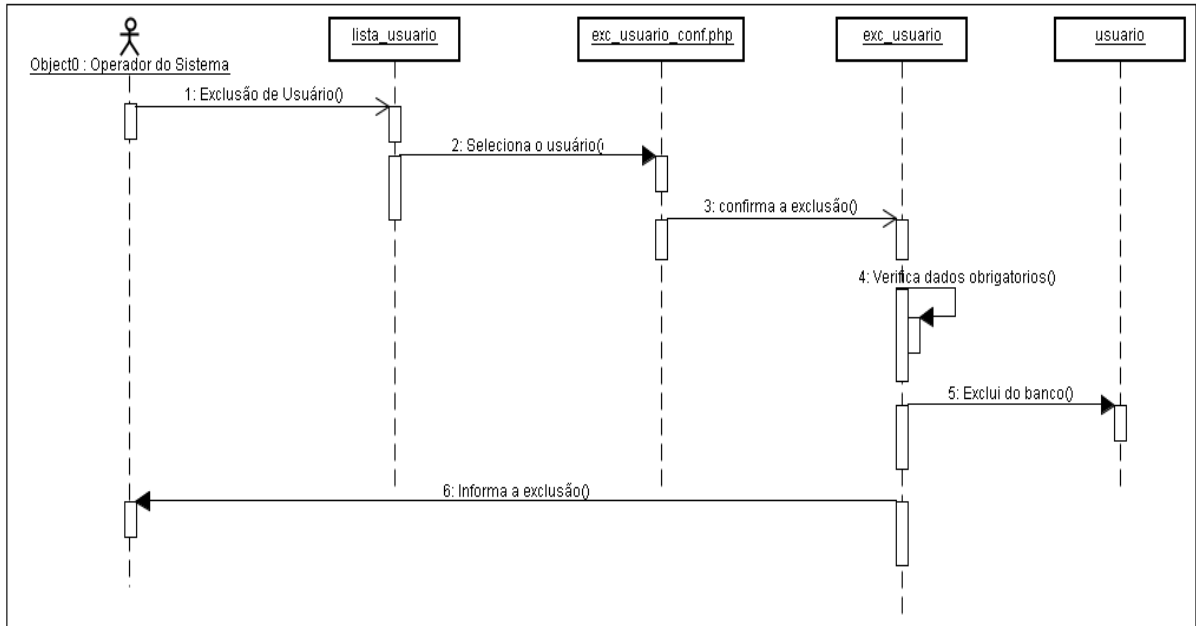 lista_usuario
exc_usuario_conf.php
exc_usuario
usuario
Object0 : Operador do Sistema
1: Exclusão de Usuário()
2: Seleciona o usuário()
3: confirma a exclusão()
4: Verifica dados obrigatorios()
5: Exclui do banco()
6: Informa a exclusão()